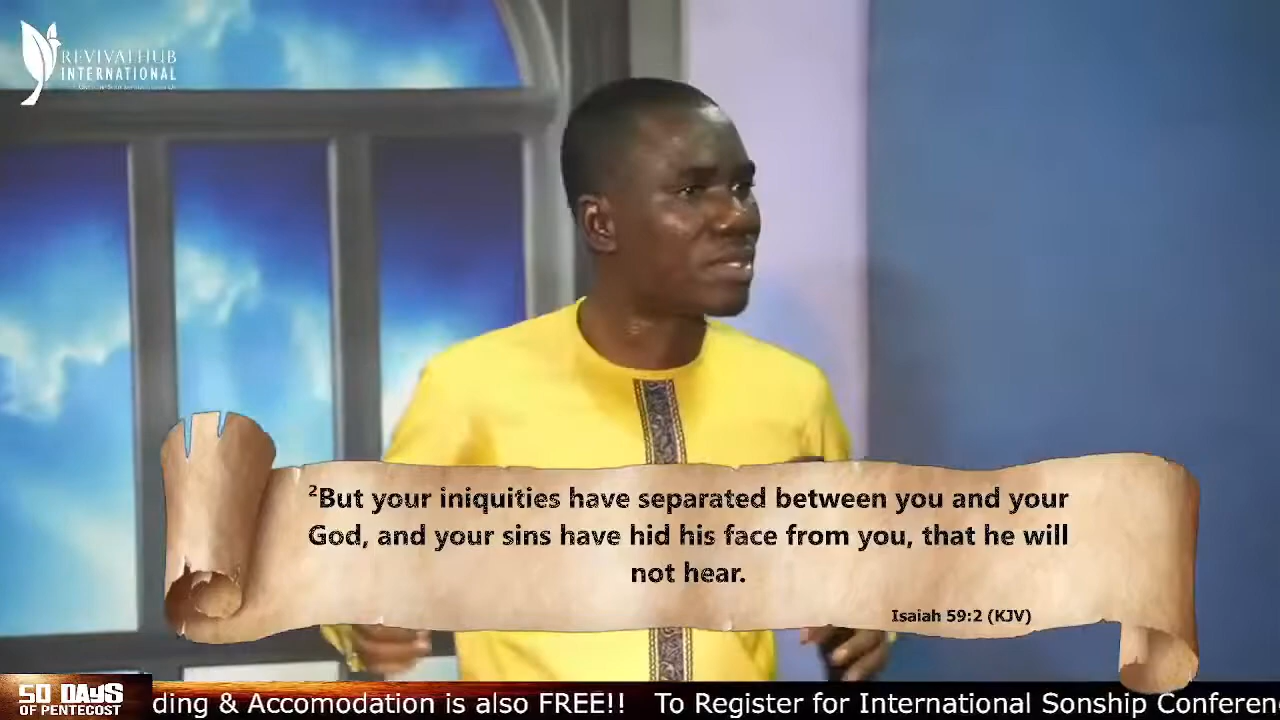 REVIVALHUB
INTERNATIONAL
²But your iniquities have separated between you and your
God, and your sins have hid his face from you, that he will
not hear.
Isaiah 59:2 (KJV)
50 DAYS
OF PENTECOST
ding & Accomodation is also FREE!! To Register for International Sonship Conferen